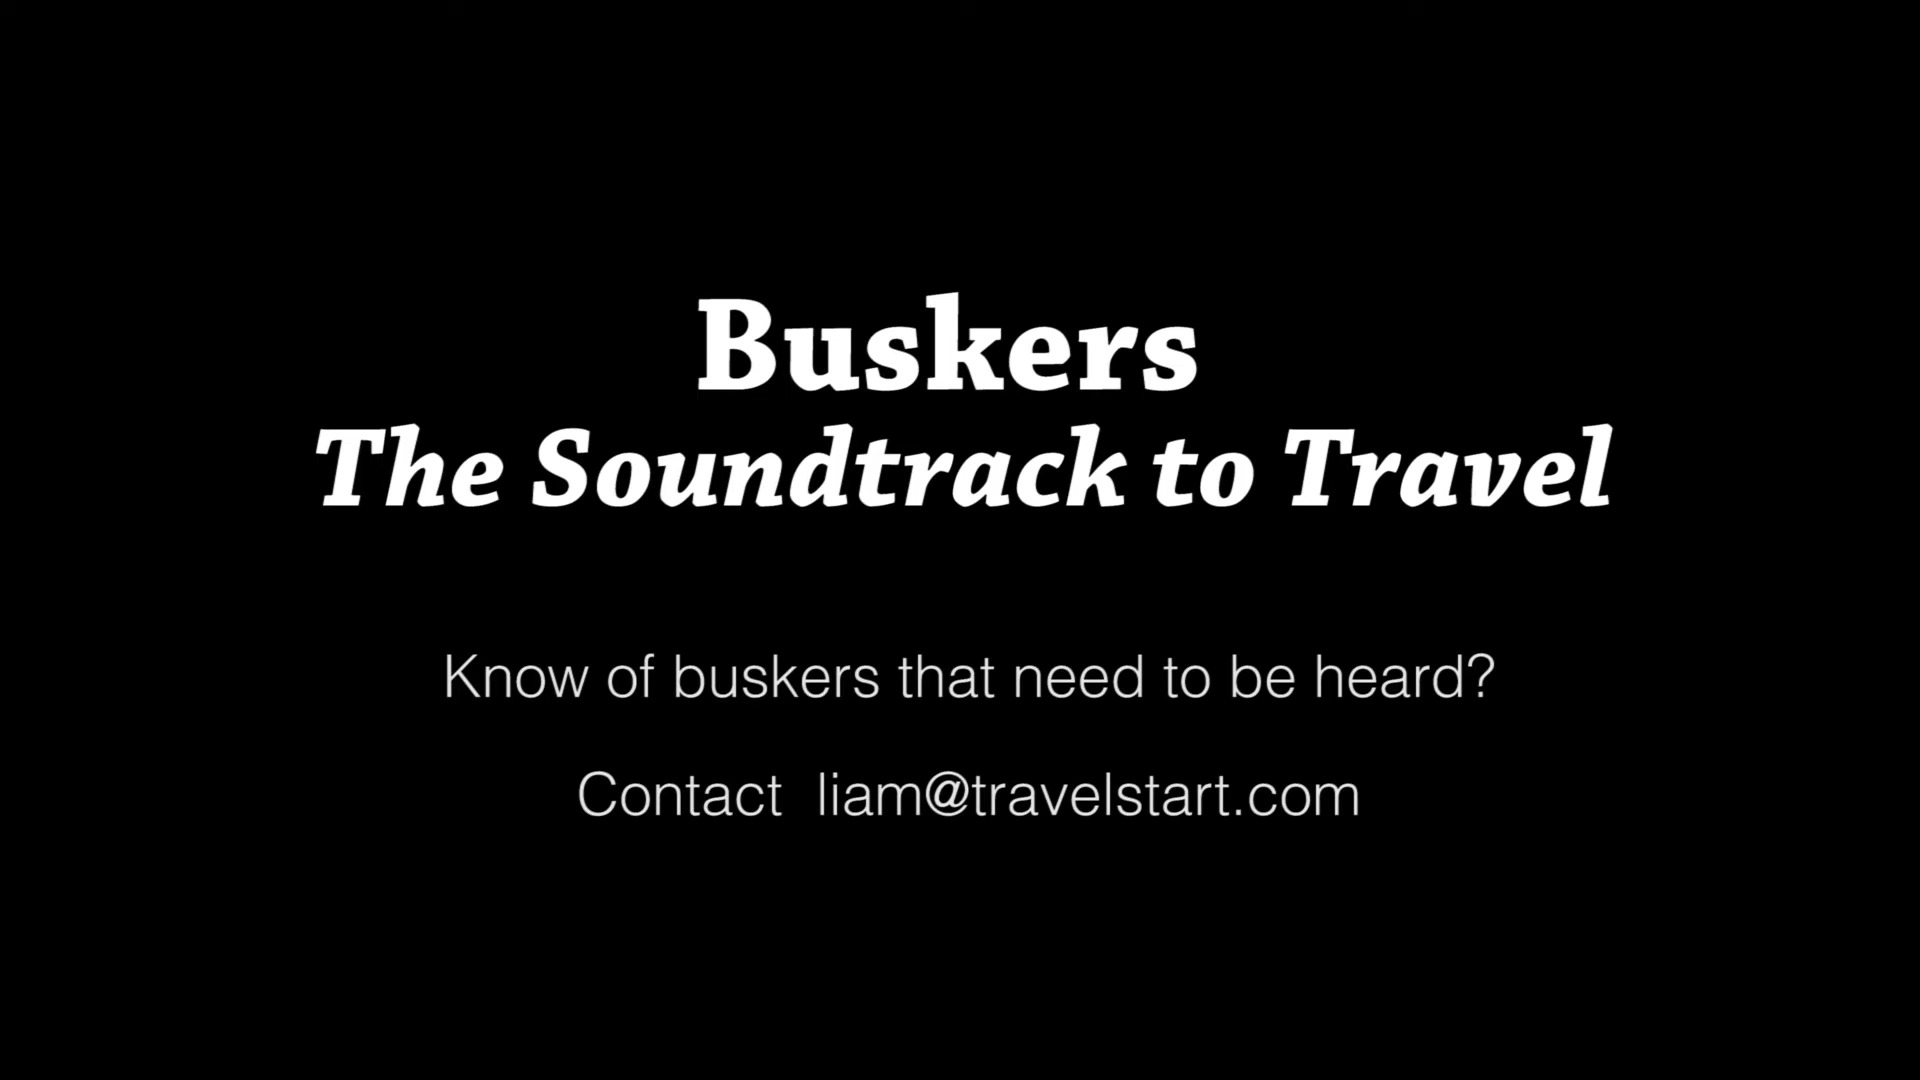 Buskers
The Soundtrack to Travel
Know of buskers that need to be heard?
Contact liam@travelstart.com